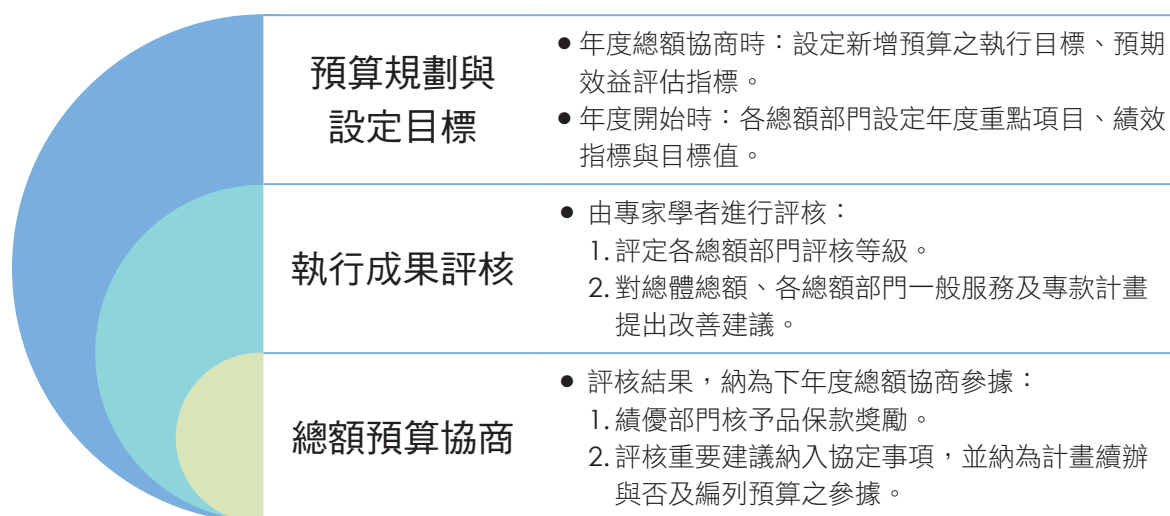 預算規劃與
設定目標
● 年度總額協商時：設定新增預算之執行目標、預期
效益評估指標。
● 年度開始時：各總額部門設定年度重點項目、績效
指標與目標值。
執行成果評核
● 由專家學者進行評核：
1. 評定各總額部門評核等級。
2. 對總體總額、各總額部門一般服務及專款計畫
提出改善建議。
總額預算協商
● 評核結果，納為下年度總額協商參據：
1. 績優部門核予品保款獎勵。
2. 評核重要建議納入協定事項，並納為計畫續辦
與否及編列預算之參據。